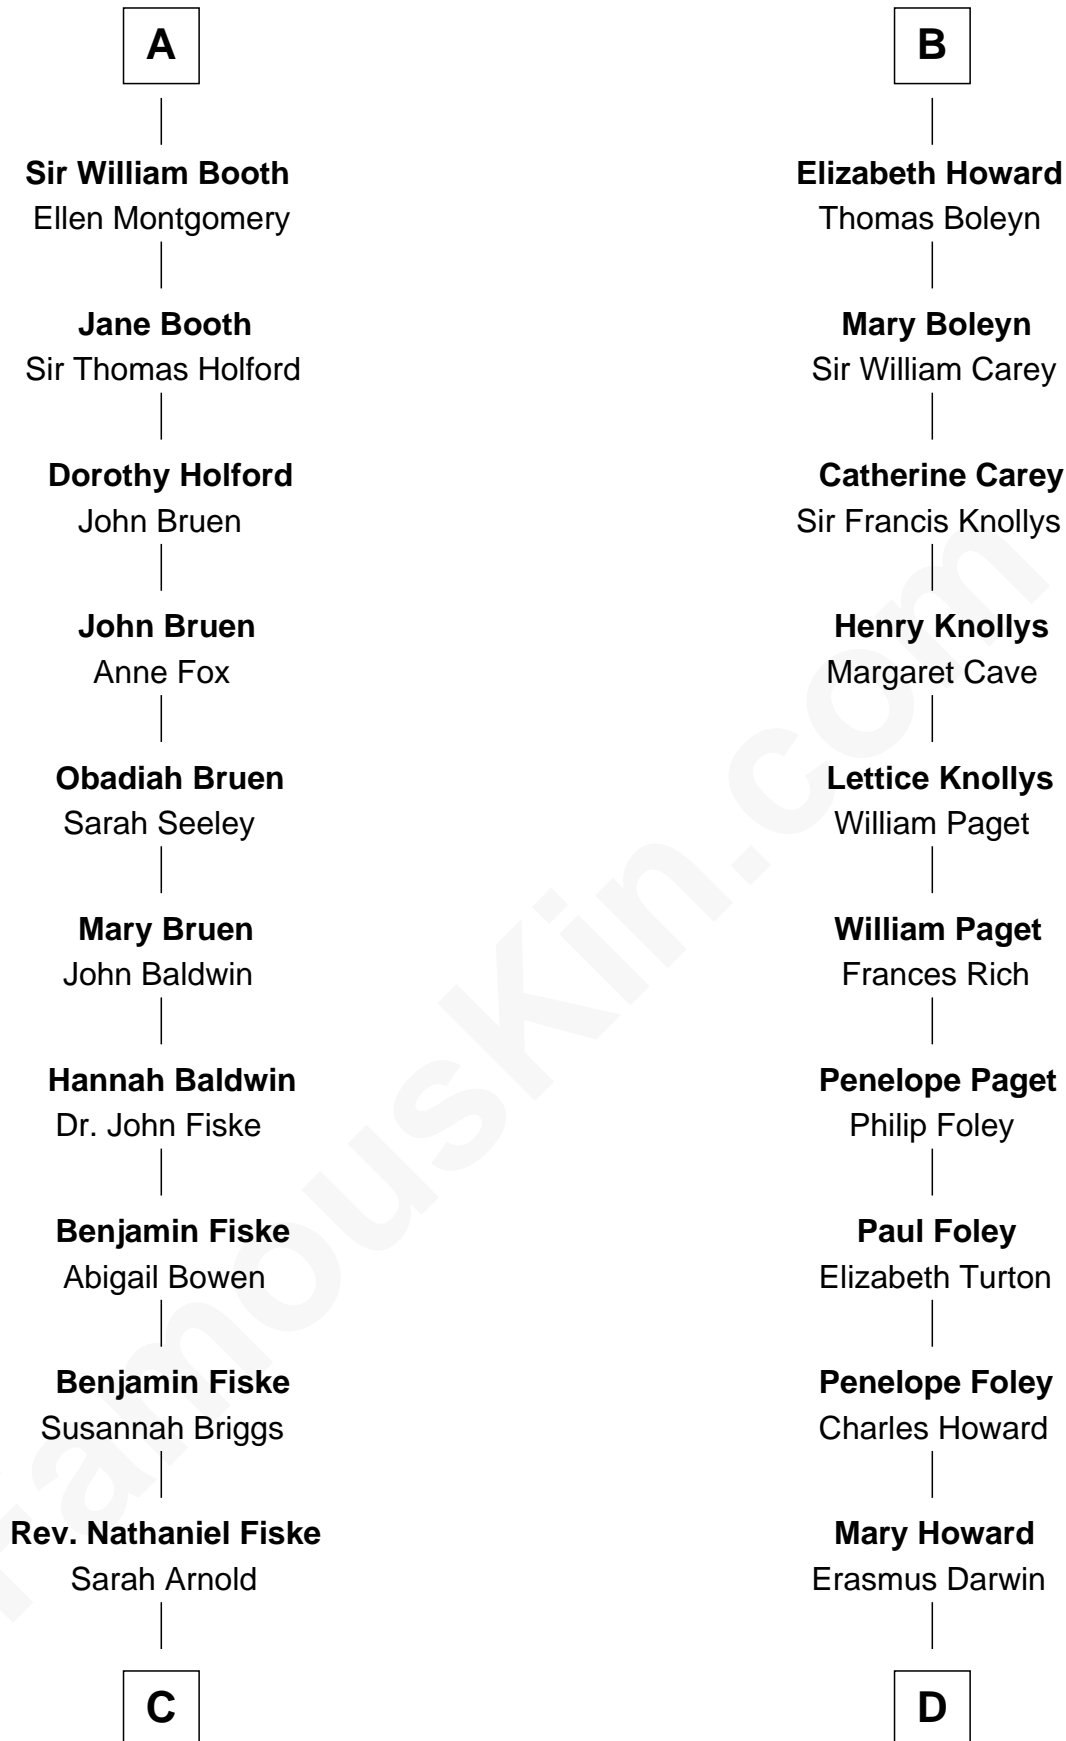 A
Sir William Booth
Ellen Montgomery
Jane Booth
Sir Thomas Holford
Dorothy Holford
John Bruen
John Bruen
Anne Fox
Obadiah Bruen
Sarah Seeley
Mary Bruen
John Baldwin
Hannah Baldwin
Dr. John Fiske
Benjamin Fiske
Abigail Bowen
Benjamin Fiske
Susannah Briggs
Rev. Nathaniel Fiske
Sarah Arnold
C
B
Elizabeth Howard
Thomas Boleyn
Mary Boleyn
Sir William Carey
Catherine Carey
Sir Francis Knollys
Henry Knollys
Margaret Cave
Lettice Knollys
William Paget
William Paget
Frances Rich
Penelope Paget
Philip Foley
Paul Foley
Elizabeth Turton
Penelope Foley
Charles Howard
Mary Howard
Erasmus Darwin
D
FamousKin.com